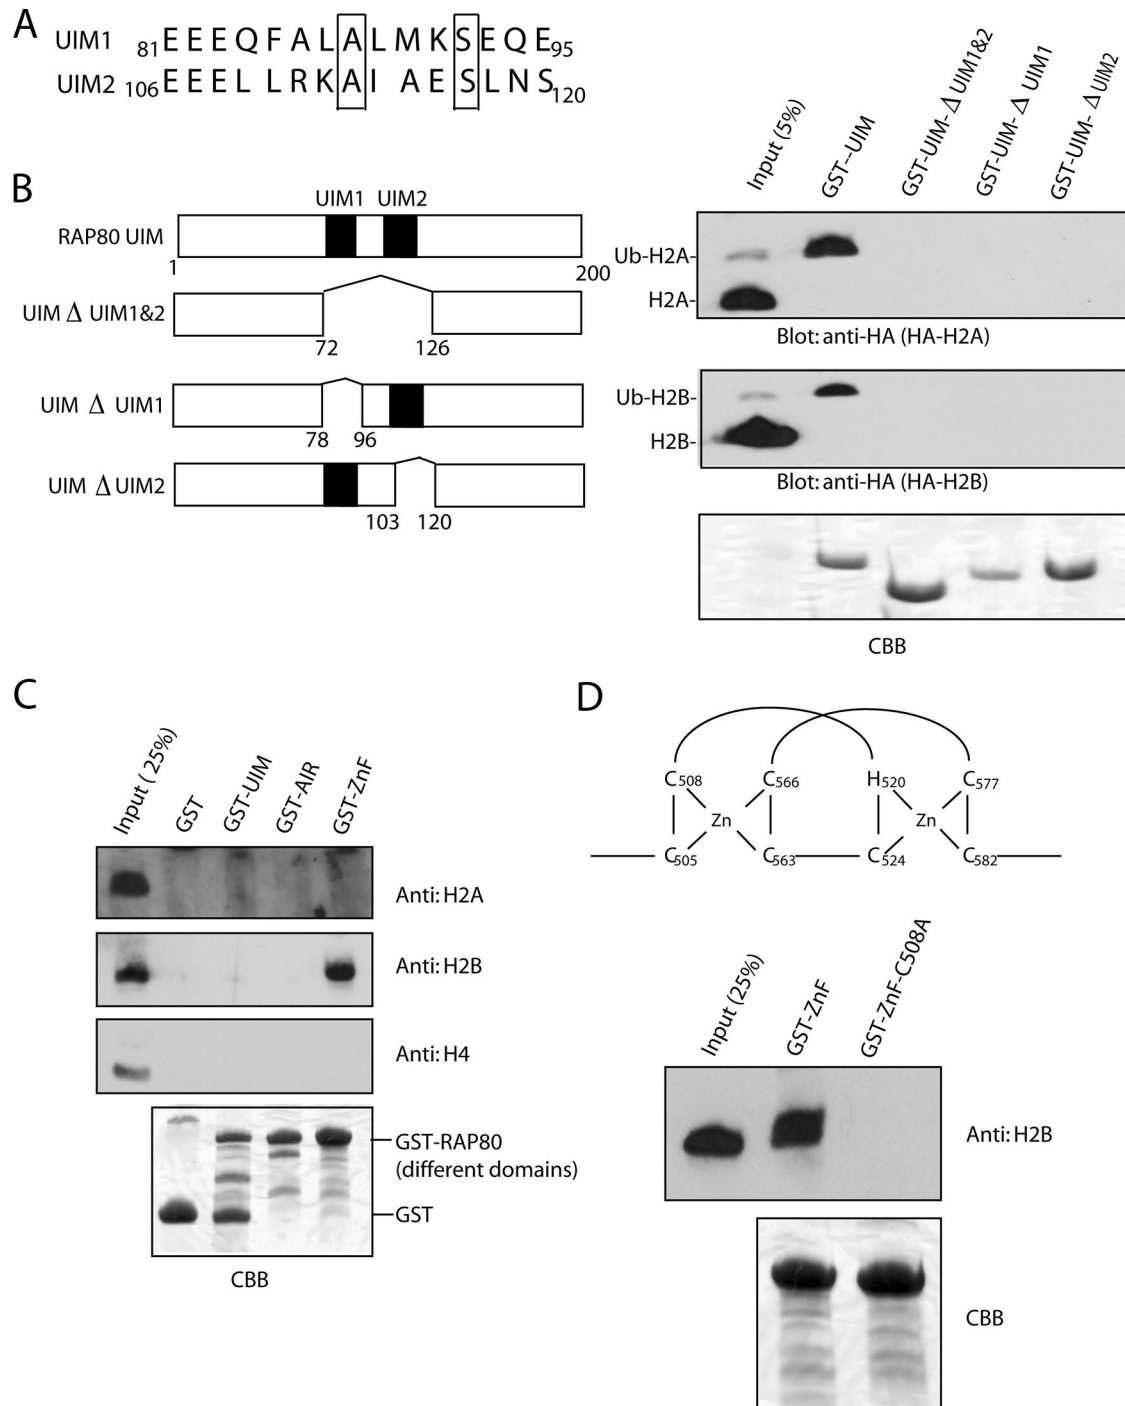 A
UIM1 81EEEQFALALMKSEQE95
UIM2 106EEELLRKAIAESLNS120
B
UIM1 UIM2
RAP80 UIM
1 200
UIM Δ UIM1&2
72 126
UIM Δ UIM1
78 96
UIM Δ UIM2
103 120
Input (5%)
GST--UIM
GST-UIM- Δ UIM1&2
GST-UIM- Δ UIM1
GST-UIM- Δ UIM2
Ub-H2A-
H2A-
Blot: anti-HA (HA-H2A)
Ub-H2B-
H2B-
Blot: anti-HA (HA-H2B)
CBB
C
Input ( 25%)
GST
GST-UIM
GST-AIR
GST-ZnF
Anti: H2A
Anti: H2B
Anti: H4
GST-RAP80
(different domains)
GST
CBB
D
C508 C566 H520 C577
Zn Zn
C505 C563 C524 C582
Input (25%)
GST-ZnF
GST-ZnF-C508A
Anti: H2B
CBB